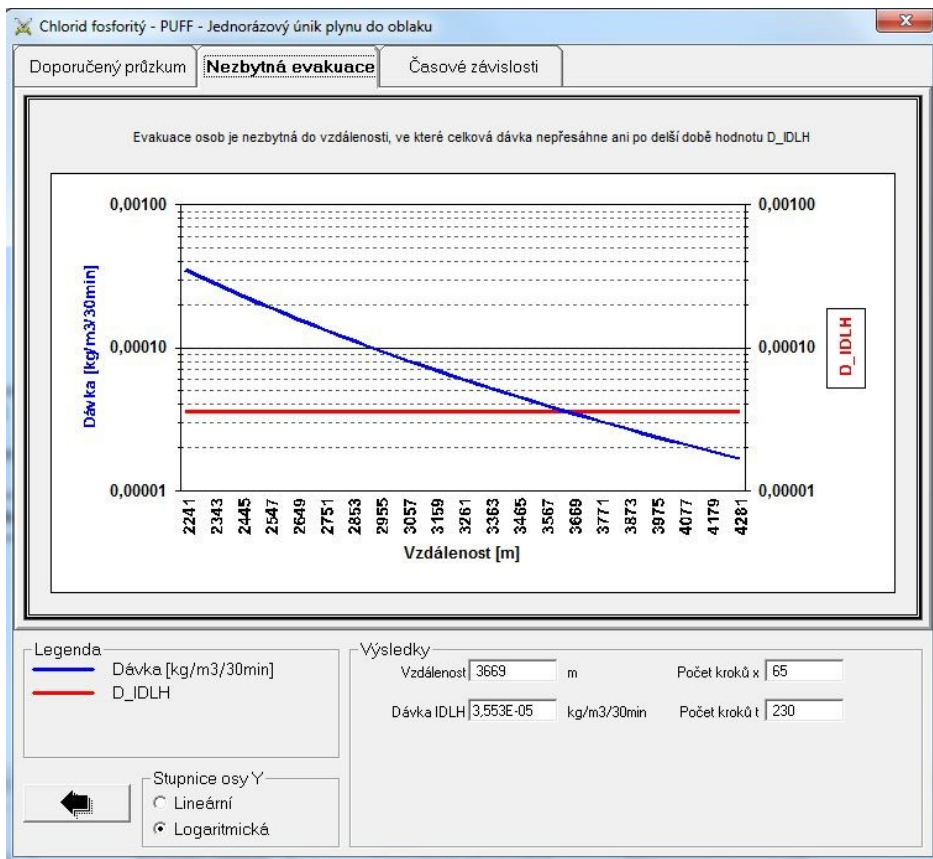 Chlorid fosforitý - PUFF - Jednorázový únik plynu do oblaku
Doporučený průzkum
Nezbytná evakuace
Časové závislosti
Evakuace osob je nezbytná do vzdálenosti, ve které celková dávka nepřesáhne ani po delší době hodnotu D_IDLH
0,00100
0,00010
0,00001
Dávka [kg/m3/30min]
0,00100
0,00010
0,00001
D_IDLH
2241
2343
2445
2547
2649
2751
2853
2955
3057
3159
3261
3363
3465
3567
3669
3771
3873
3975
4077
4179
4281
Vzdálenost [m]
Legenda
Dávka [kg/m3/30min]
D_IDLH
Stupnice osy Y
Lineární
Logaritmická
Výsledky
Vzdálenost 3669 m
Počet kroků x 65
Dávka IDLH 3,553E-05 kg/m3/30min
Počet kroků t 230